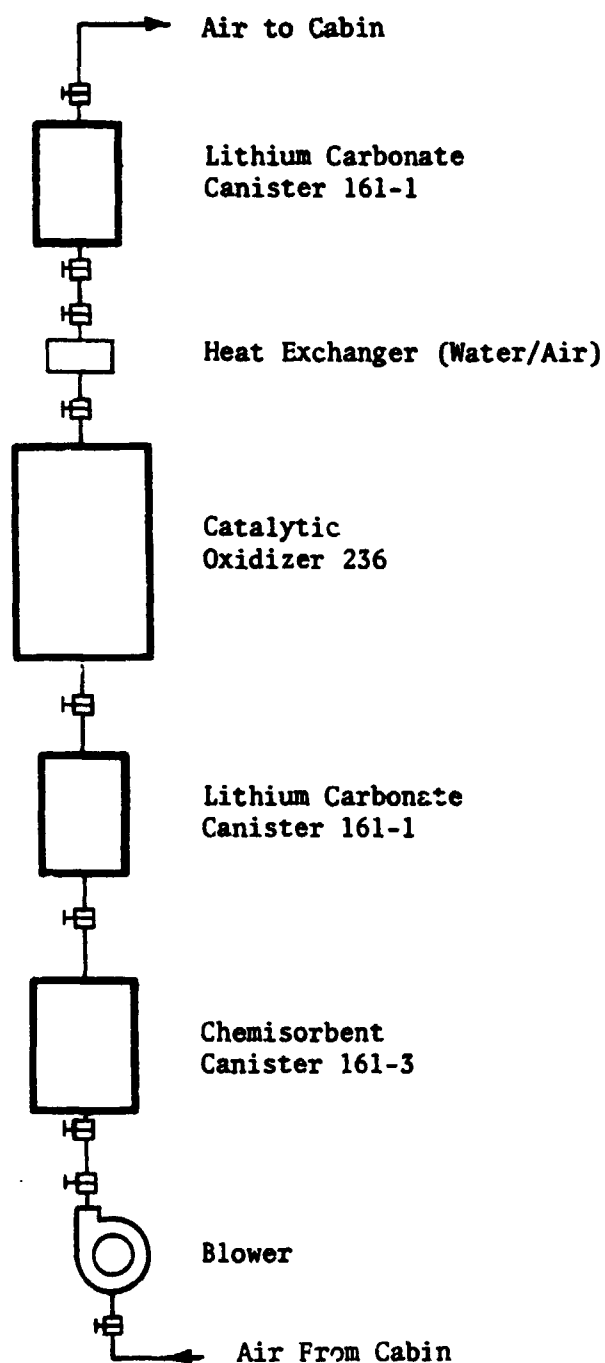 Air to Cabin
Lithium Carbonate
Canister 161-1
Heat Exchanger (Water/Air)
Catalytic
Oxidizer 236
Lithium Carbonate
Canister 161-1
Chemisorbent
Canister 161-3
Blower
Air From Cabin